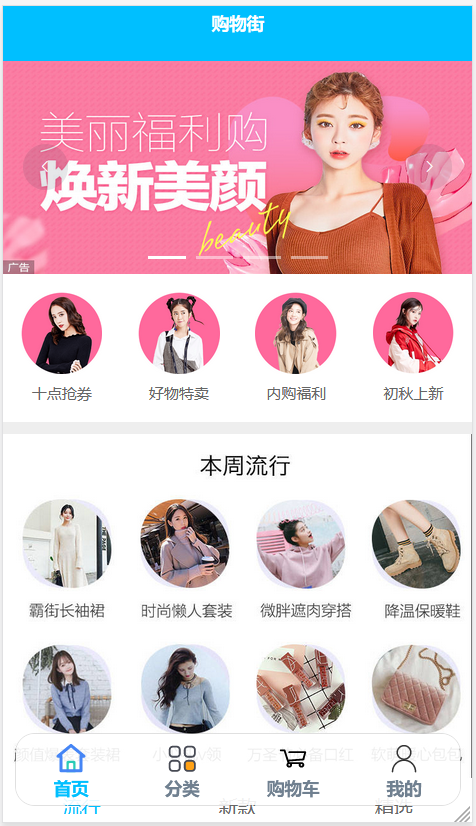 购物街
美丽福利购
焕新美颜
beauty
广告
十点抢券 好物特卖 内购福利 初秋上新
本周流行
霸街长袖裙 时尚懒人套装 微胖遮肉穿搭 降温保暖鞋
套装裙 小 v领 万圣 备口红 软萌 心包包
首页 分类 购物车 我的
流行 新款 精选